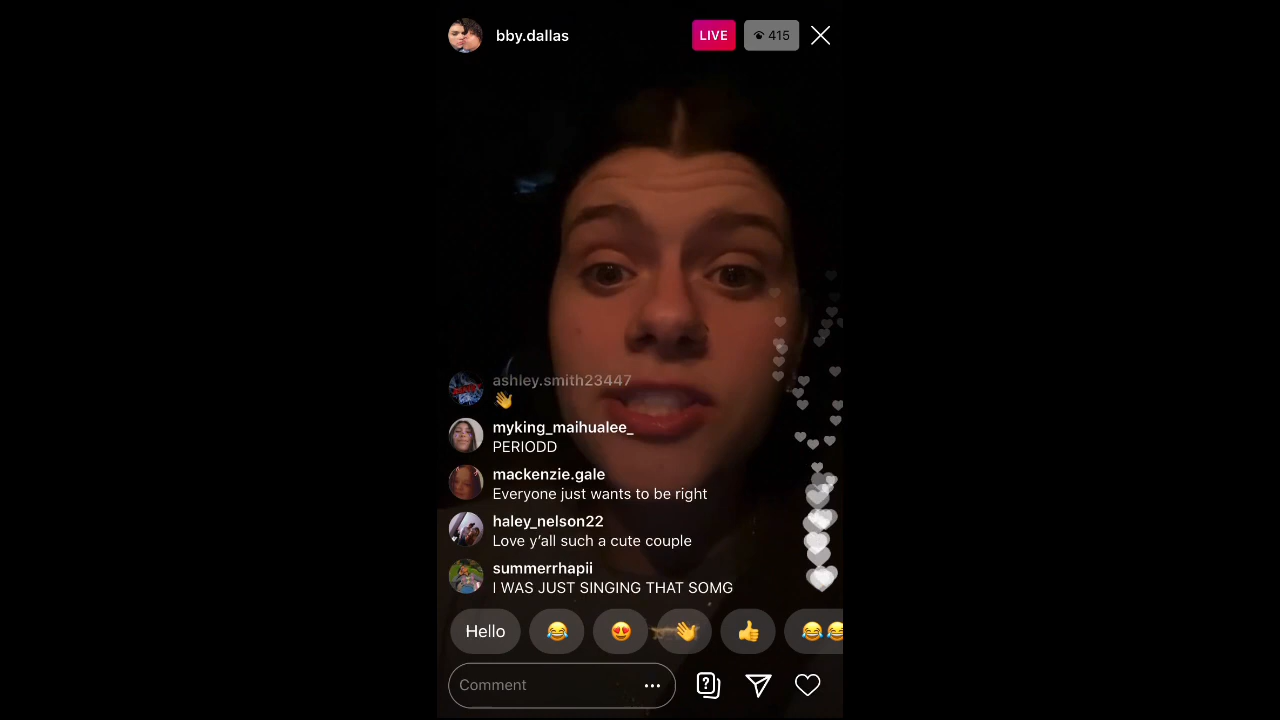 bby.dallas
LIVE
415
ashley.smith23447
👋
myking_maihualee_
PERIODD
mackenzie.gale
Everyone just wants to be right
haley_nelson22
Love y’all such a cute couple
summerrhapii
I WAS JUST SINGING THAT SOMG
Hello 😂 😍 👋 👍 😂😂
Comment